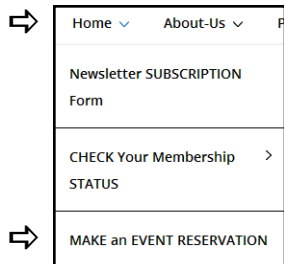 Home About-Us P
Newsletter SUBSCRIPTION
Form
CHECK Your Membership
STATUS
MAKE an EVENT RESERVATION